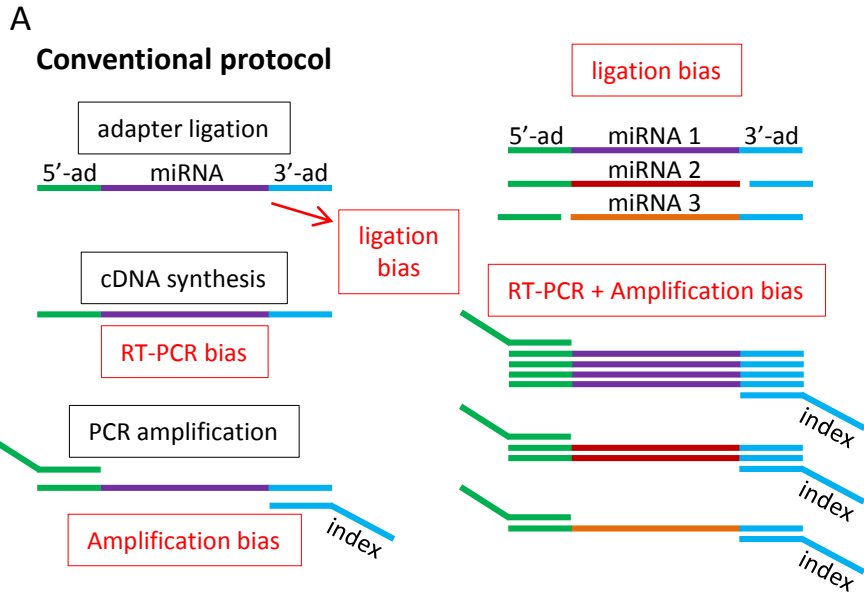 A
Conventional protocol
adapter ligation
5’-ad miRNA 3’-ad
ligation
bias
cDNA synthesis
RT-PCR bias
PCR amplification
index
Amplification bias
ligation bias
5’-ad miRNA 1 3’-ad
miRNA 2
miRNA 3
RT-PCR + Amplification bias
index
index
index